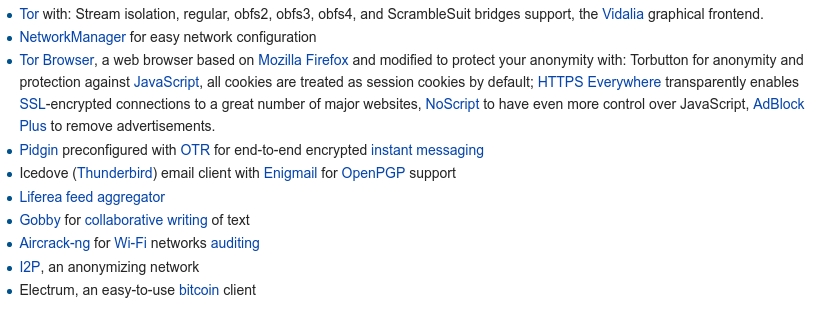 Tor with: Stream isolation, regular, obfs2, obfs3, obfs4, and ScrambleSuit bridges support, the Vidalia graphical frontend.
NetworkManager for easy network configuration
Tor Browser, a web browser based on Mozilla Firefox and modified to protect your anonymity with: Torbutton for anonymity and
protection against JavaScript, all cookies are treated as session cookies by default; HTTPS Everywhere transparently enables
SSL-encrypted connections to a great number of major websites, NoScript to have even more control over JavaScript, AdBlock
Plus to remove advertisements.
Pidgin preconfigured with OTR for end-to-end encrypted instant messaging
Icedove (Thunderbird) email client with Enigmail for OpenPGP support
Liferea feed aggregator
Gobby for collaborative writing of text
Aircrack-ng for Wi-Fi networks auditing
I2P, an anonymizing network
Electrum, an easy-to-use bitcoin client